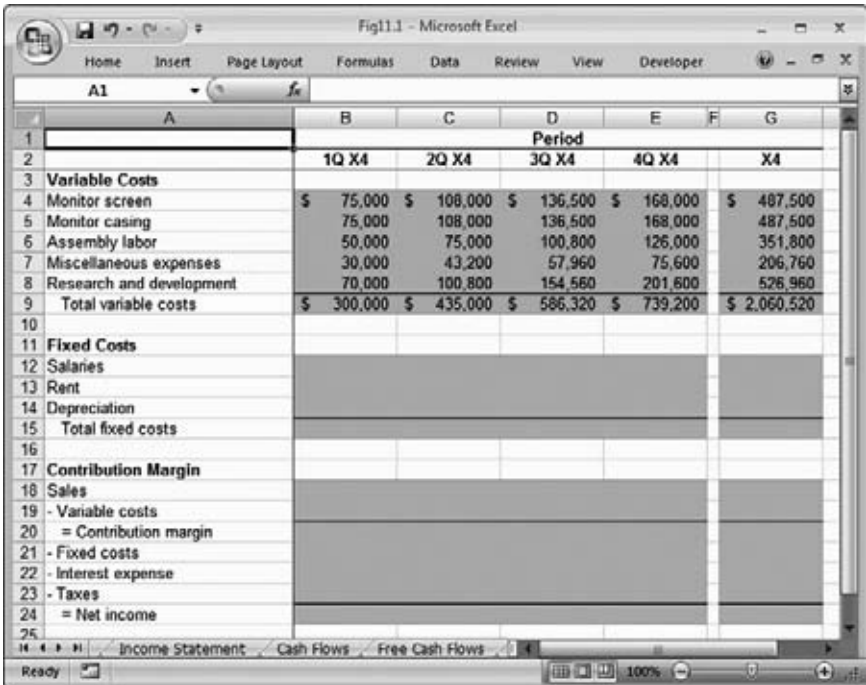 Fig11.1 - Microsoft Excel
Home Insert Page Layout Formulas Data Review View Developer
A1 fx
A B C D E F G
1 Period
2 1Q X4 2Q X4 3Q X4 4Q X4 X4
3 Variable Costs
4 Monitor screen $ 75,000 $ 108,000 $ 136,500 $ 168,000 $ 487,500
5 Monitor casing 75,000 108,000 136,500 168,000 487,500
6 Assembly labor 50,000 75,000 100,800 126,000 351,800
7 Miscellaneous expenses 30,000 43,200 57,960 75,600 206,760
8 Research and development 70,000 100,800 154,560 201,600 526,960
9 Total variable costs $ 300,000 $ 435,000 $ 586,320 $ 739,200 $ 2,060,520
10
11 Fixed Costs
12 Salaries
13 Rent
14 Depreciation
15 Total fixed costs
16
17 Contribution Margin
18 Sales
19 - Variable costs
20 = Contribution margin
21 - Fixed costs
22 - Interest expense
23 - Taxes
24 = Net income
25
Income Statement Cash Flows Free Cash Flows
Ready 100%